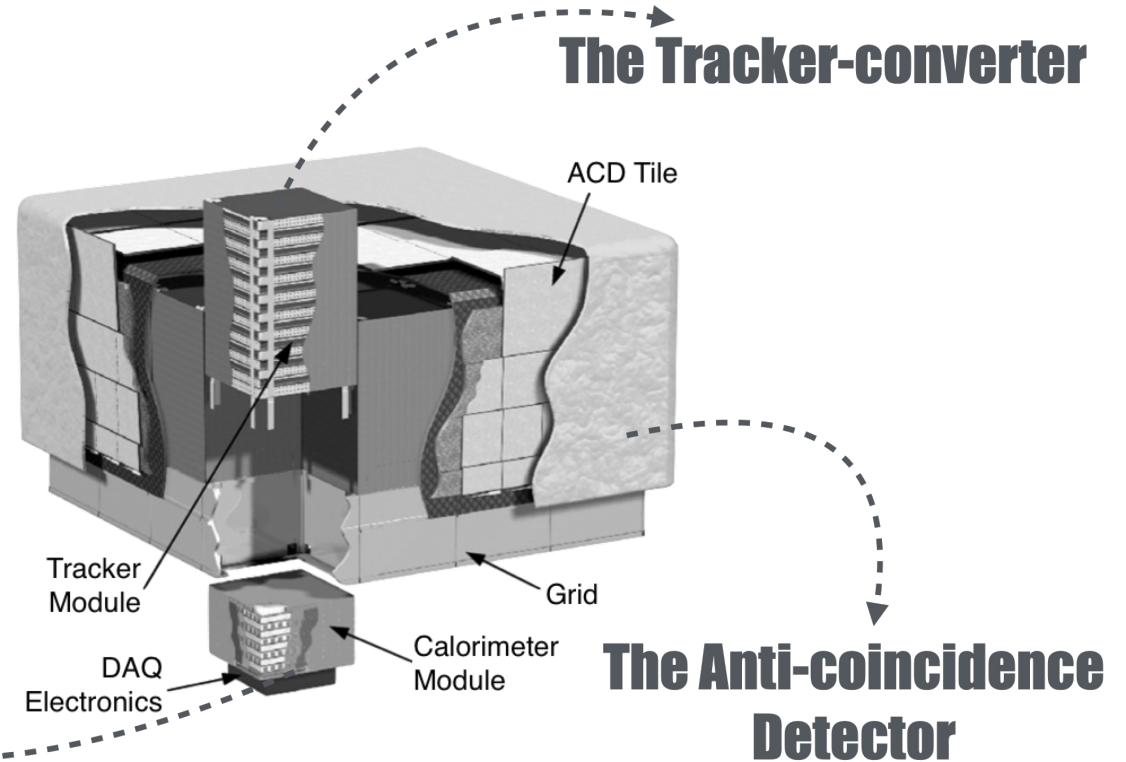 The Tracker-converter
ACD Tile
Tracker
Module
Grid
Calorimeter
Module
DAQ
Electronics
The Anti-coincidence
Detector